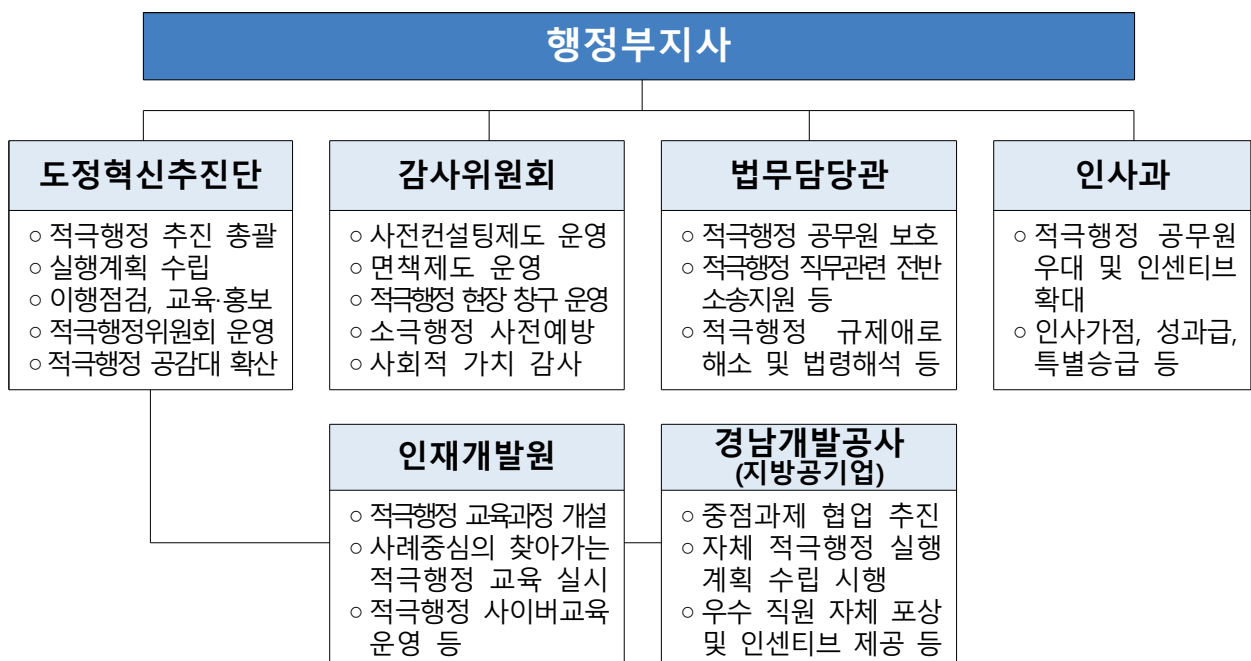 행정부지사
도정혁신추진단
○ 적극행정 추진 총괄
○ 실행계획 수립
○ 이행점검, 교육·홍보
○ 적극행정위원회 운영
○ 적극행정 공감대 확산
감사위원회
○ 사전컨설팅제도 운영
○ 면책제도 운영
○ 적극행정 현장 창구 운영
○ 소극행정 사전예방
○ 사회적 가치 감사
법무담당관
○ 적극행정 공무원 보호
○ 적극행정 직무관련 전반
소송지원 등
○ 적극행정 규제애로
해소 및 법령해석 등
인사과
○ 적극행정 공무원
우대 및 인센티브
확대
○ 인사가점, 성과급,
특별승급 등
인재개발원
○ 적극행정 교육과정 개설
○ 사례중심의 찾아가는
적극행정 교육 실시
○ 적극행정 사이버교육
운영 등
경남개발공사
(지방공기업)
○ 중점과제 협업 추진
○ 자체 적극행정 실행
계획 수립 시행
○ 우수 직원 자체 포상
및 인센티브 제공 등